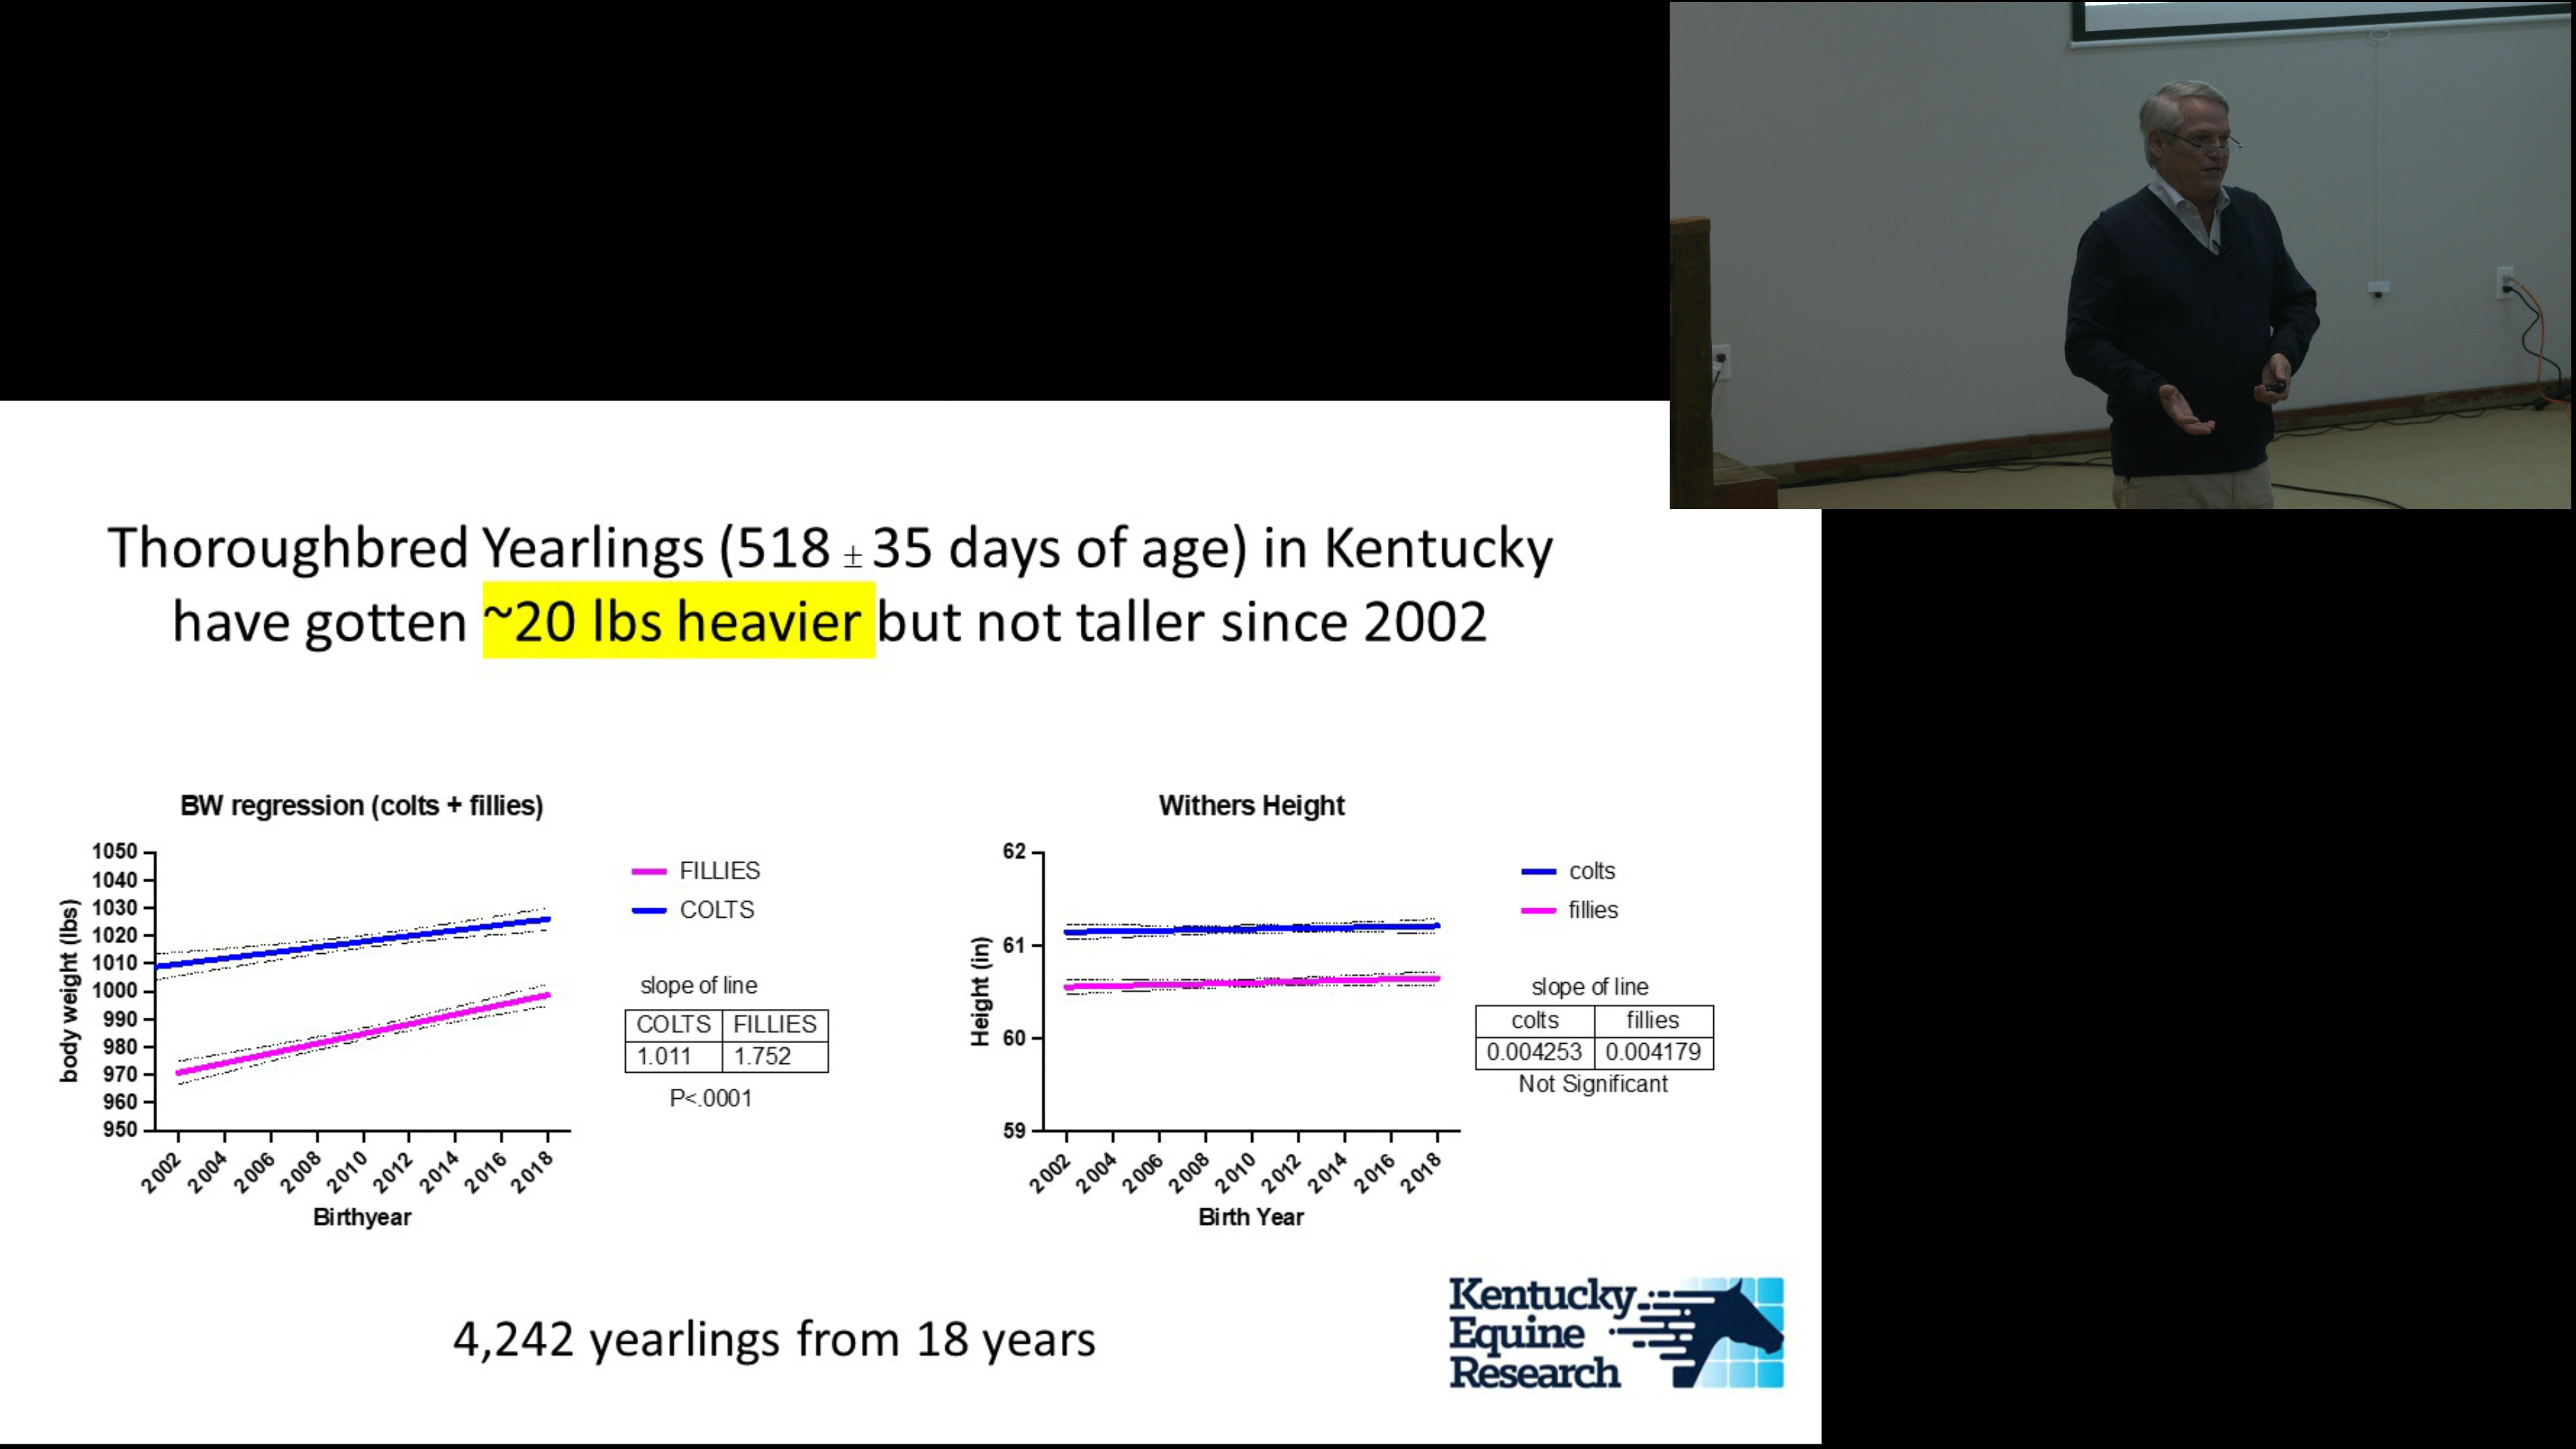 Thoroughbred Yearlings (518 ± 35 days of age) in Kentucky
have gotten ~20 lbs heavier but not taller since 2002
BW regression (colts + fillies)
1050
1040
1030
1020
1010
1000
990
980
970
960
950
body weight (lbs)
2002 2004 2006 2008 2010 2012 2014 2016 2018
Birthyear
FILLIES
COLTS
slope of line
COLTS FILLIES
1.011 1.752
P<.0001
Withers Height
62
61
60
59
Height (in)
2002 2004 2006 2008 2010 2012 2014 2016 2018
Birth Year
colts
fillies
slope of line
colts fillies
0.004253 0.004179
Not Significant
4,242 yearlings from 18 years
Kentucky
Equine
Research